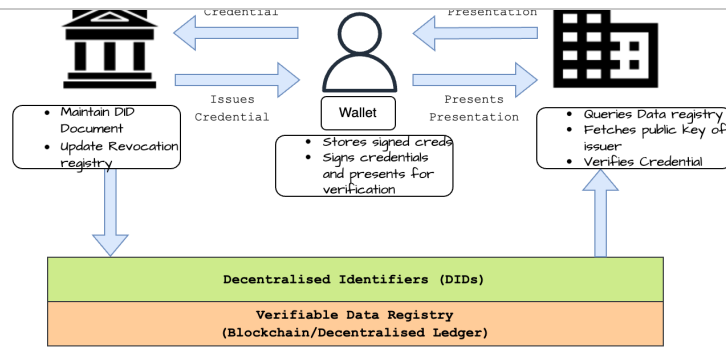 Credential
Presentation
Issues
Credential
Presents
Presentation
Wallet
• Maintain DID
Document
• Update Revocation
registry
• Stores signed creds
• Signs credentials
and presents for
verification
• Queries Data registry
• Fetches public key of
issuer
• Verifies Credential
Decentralised Identifiers (DIDs)
Verifiable Data Registry
(Blockchain/Decentralised Ledger)